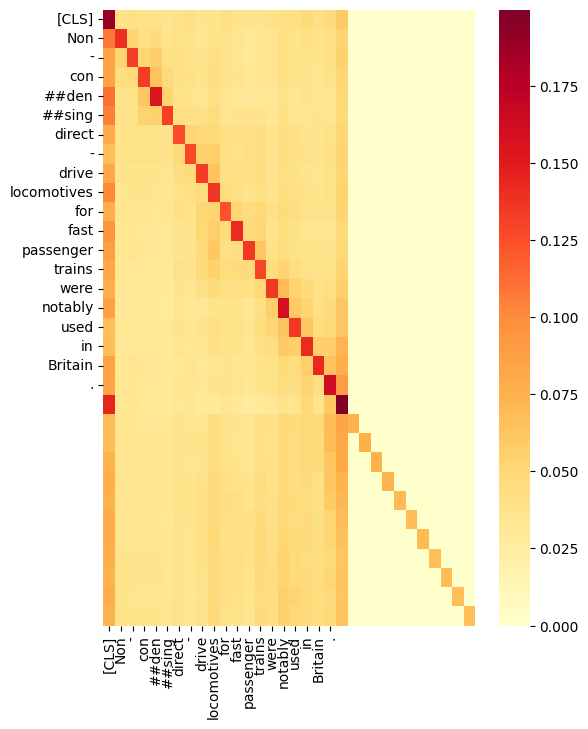 [CLS]
Non
-
con
##den
##sing
direct
-
drive
locomotives
for
fast
passenger
trains
were
notably
used
in
Britain
.
0.175
0.150
0.125
0.100
0.075
0.050
0.025
0.000
[CLS]
Non
-
con
##den
##sing
direct
-
drive
locomotives
for
fast
passenger
trains
were
notably
used
in
Britain
.